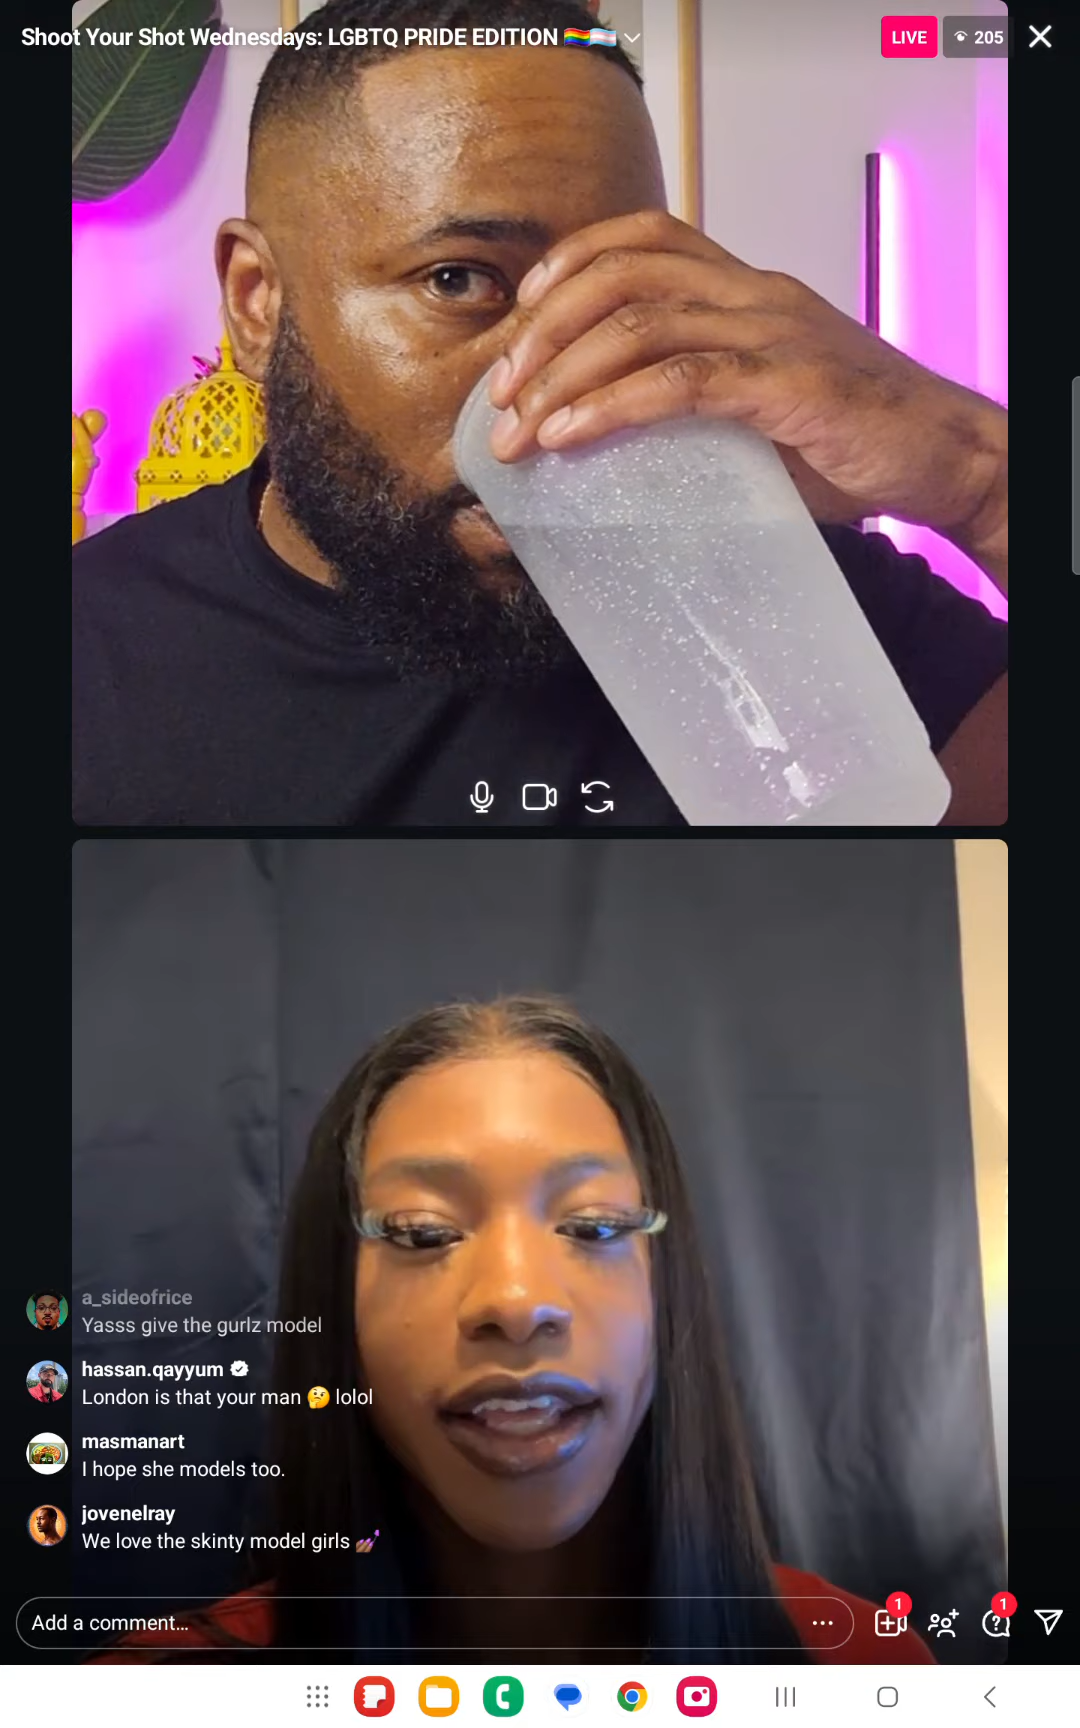 Shoot Your Shot Wednesdays: LGBTQ PRIDE EDITION 🏳️‍🌈🏳️‍⚧️
LIVE
205
a_sideofrice
Yasss give the gurlz model
hassan.qayyum
London is that your man 🤔 lolol
masmanart
I hope she models too.
jovenelray
We love the skinty model girls 💅🏾
Add a comment...
1
1